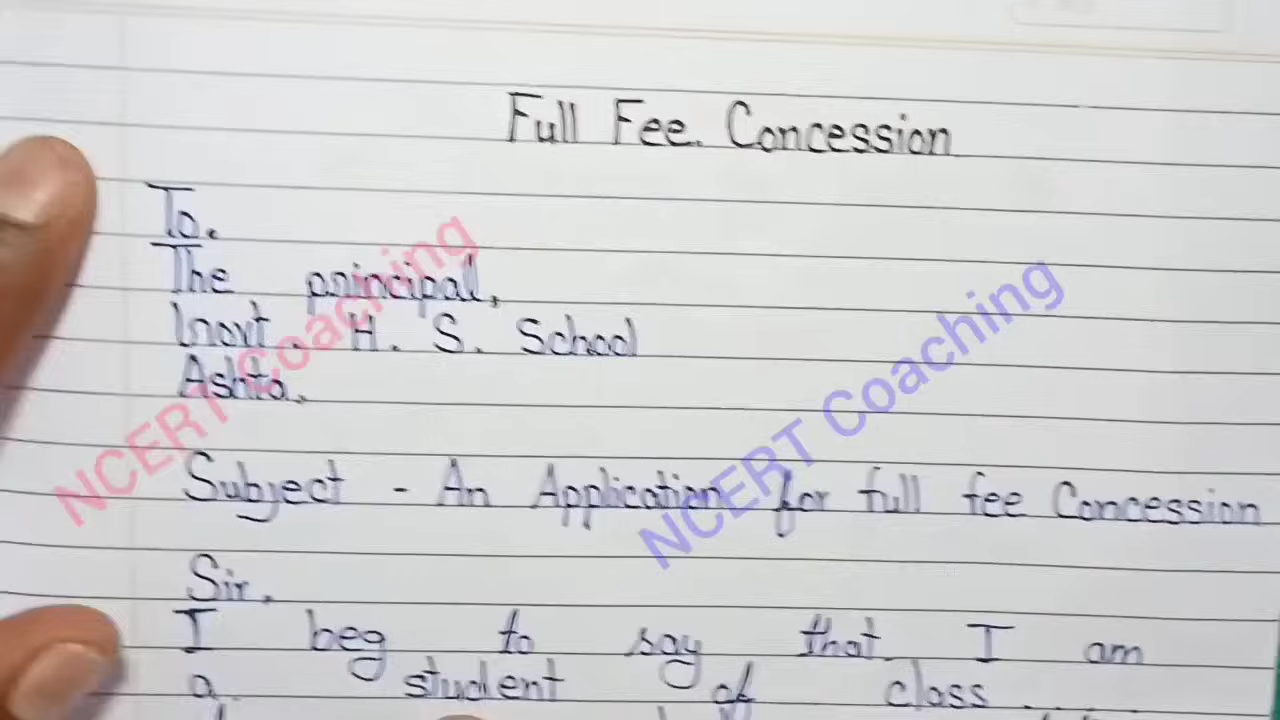 Full Fee. Concession
To.
The principal,
Govt. H. S. School
Ashta.
Subject - An Application for full fee Concession
Sir.
I beg to say that I am
a student of class.....
NCERT Coaching
NCERT Coaching